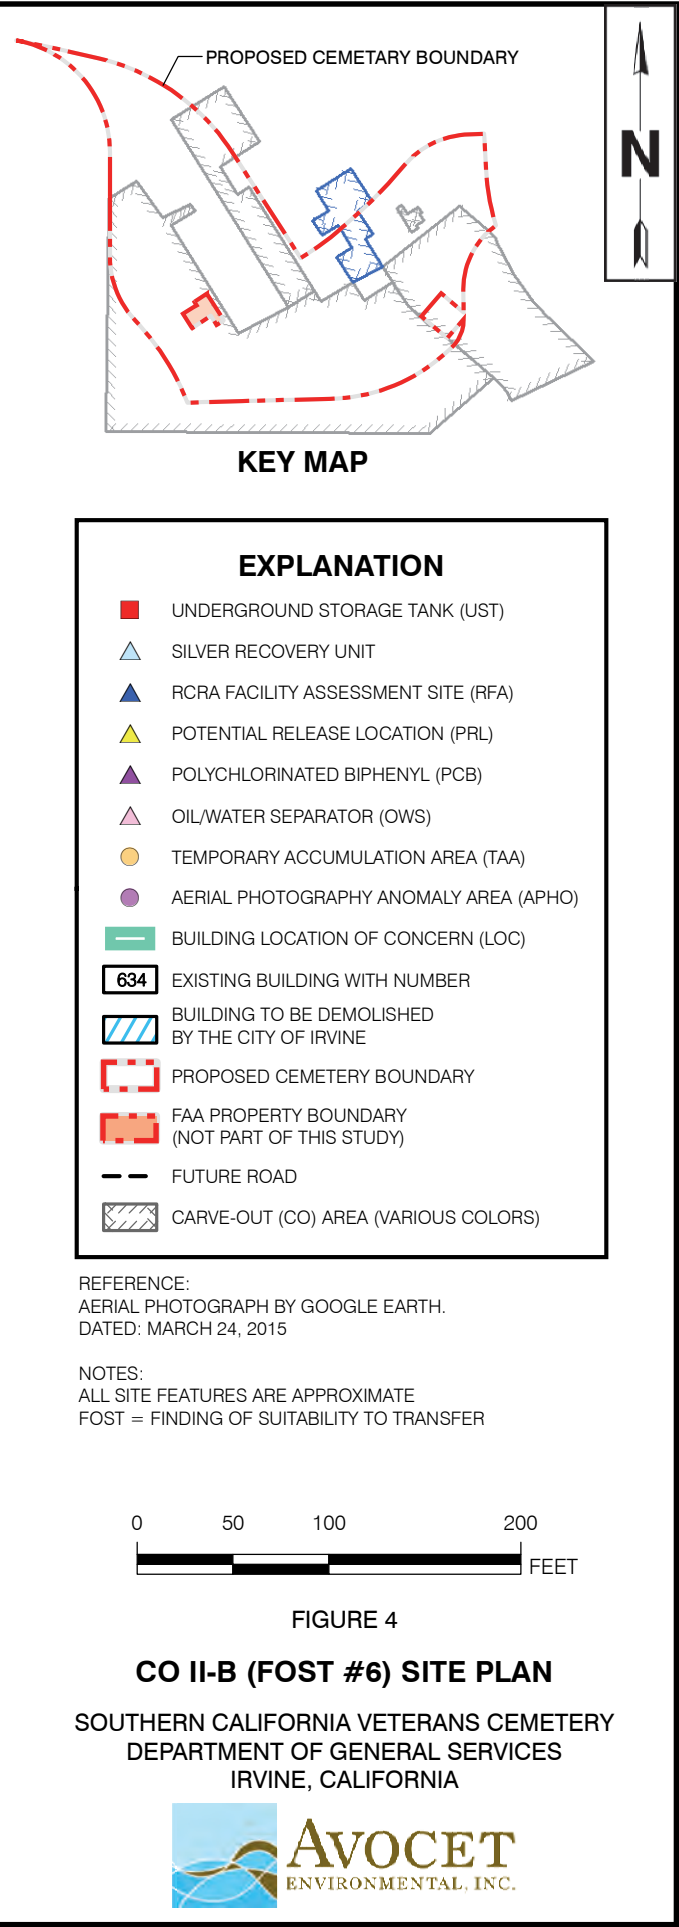 PROPOSED CEMETARY BOUNDARY
N
KEY MAP
EXPLANATION
UNDERGROUND STORAGE TANK (UST)
SILVER RECOVERY UNIT
RCRA FACILITY ASSESSMENT SITE (RFA)
POTENTIAL RELEASE LOCATION (PRL)
POLYCHLORINATED BIPHENYL (PCB)
OIL/WATER SEPARATOR (OWS)
TEMPORARY ACCUMULATION AREA (TAA)
AERIAL PHOTOGRAPHY ANOMALY AREA (APHO)
BUILDING LOCATION OF CONCERN (LOC)
634 EXISTING BUILDING WITH NUMBER
BUILDING TO BE DEMOLISHED
BY THE CITY OF IRVINE
PROPOSED CEMETERY BOUNDARY
FAA PROPERTY BOUNDARY
(NOT PART OF THIS STUDY)
FUTURE ROAD
CARVE-OUT (CO) AREA (VARIOUS COLORS)
REFERENCE:
AERIAL PHOTOGRAPH BY GOOGLE EARTH.
DATED: MARCH 24, 2015
NOTES:
ALL SITE FEATURES ARE APPROXIMATE
FOST = FINDING OF SUITABILITY TO TRANSFER
0 50 100 200
FEET
FIGURE 4
CO II-B (FOST #6) SITE PLAN
SOUTHERN CALIFORNIA VETERANS CEMETERY
DEPARTMENT OF GENERAL SERVICES
IRVINE, CALIFORNIA
AVOCET
ENVIRONMENTAL, INC.